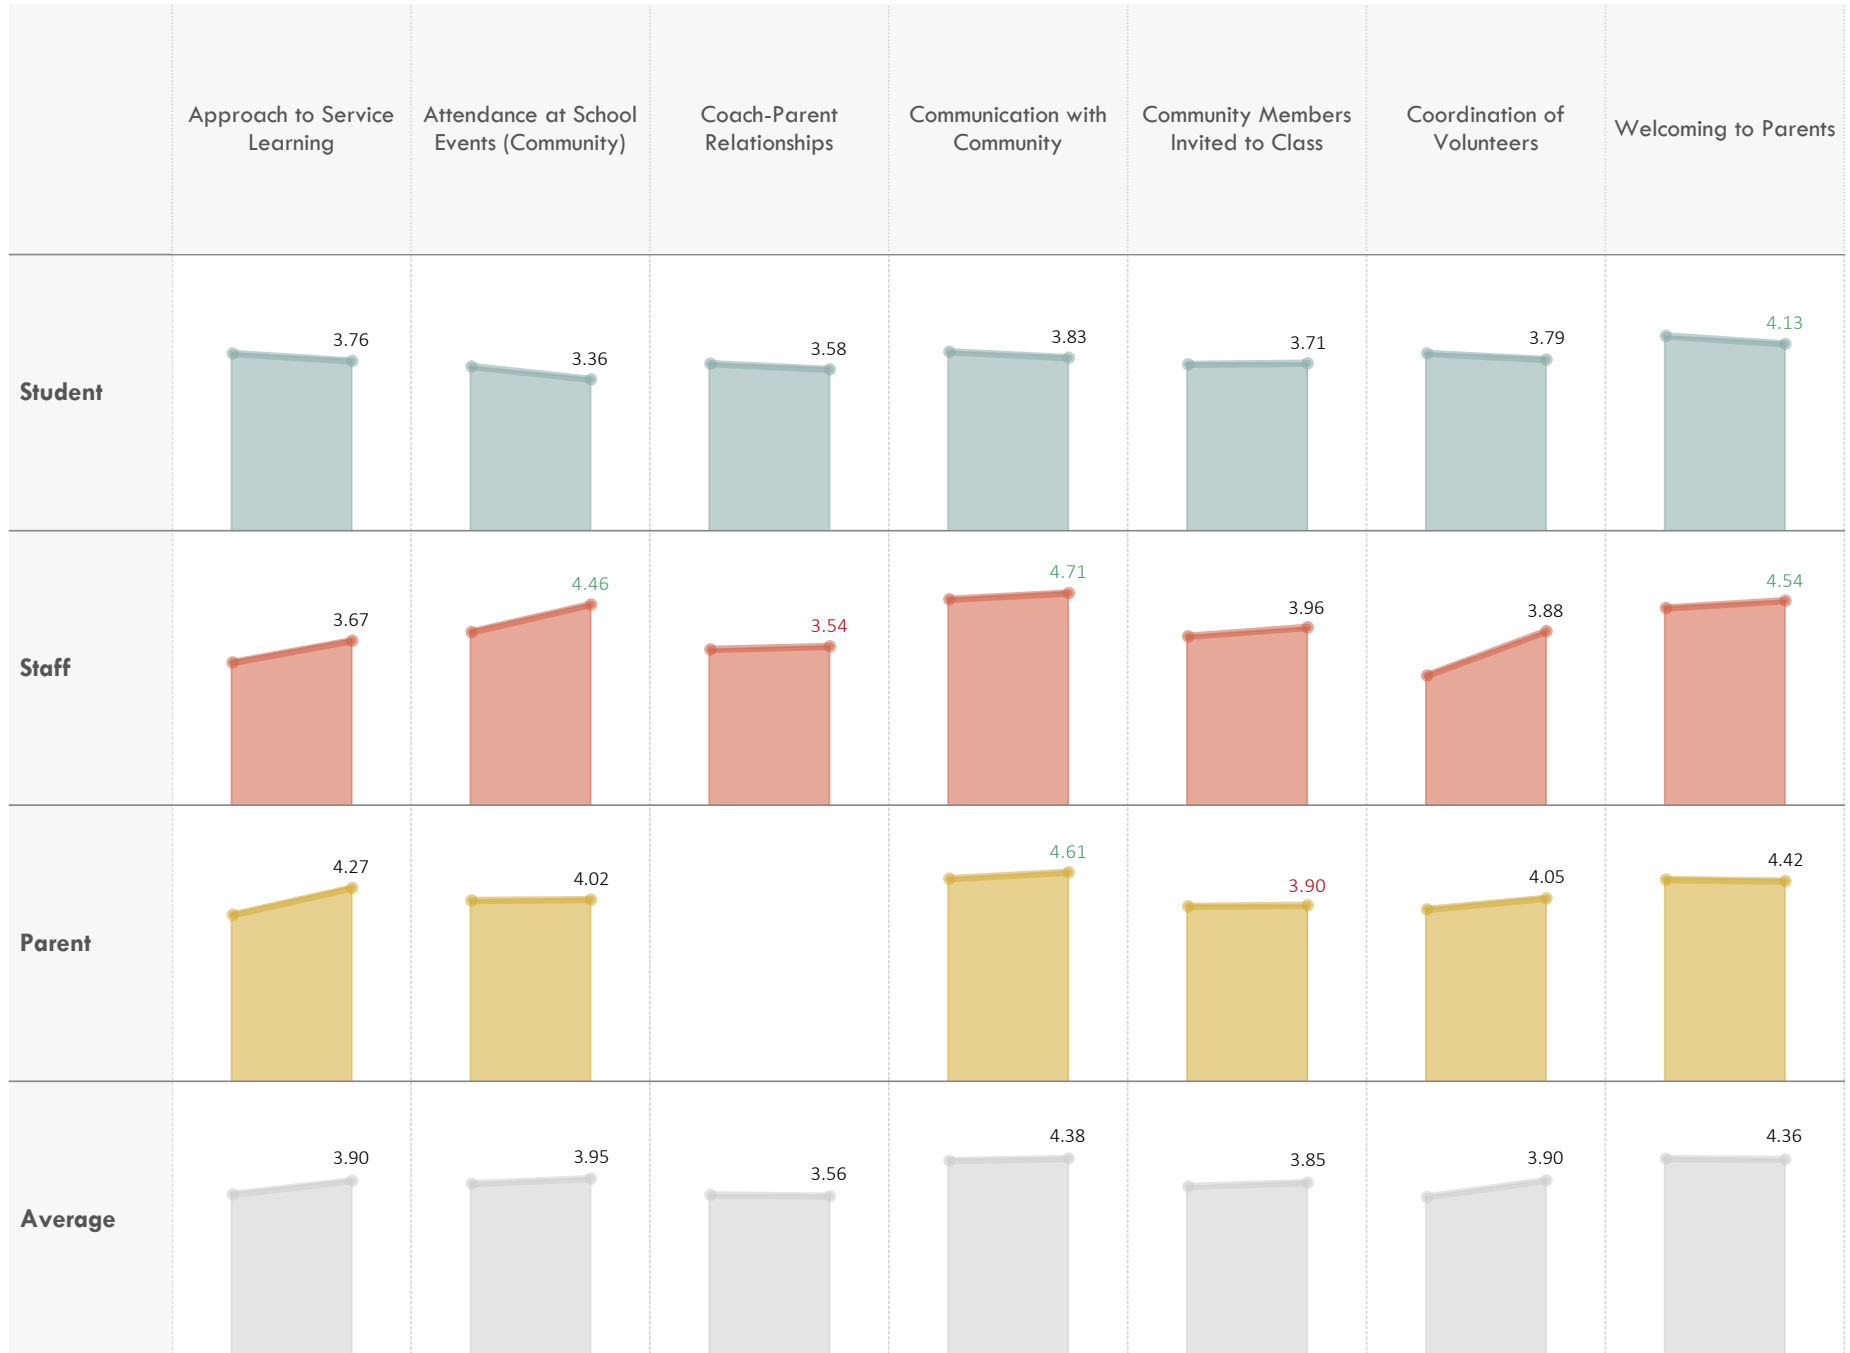 Approach to Service
Learning
Attendance at School
Events (Community)
Coach-Parent
Relationships
Communication with
Community
Community Members
Invited to Class
Coordination of
Volunteers
Welcoming to Parents
Student
3.76
3.36
3.58
3.83
3.71
3.79
4.13
Staff
3.67
4.46
3.54
4.71
3.96
3.88
4.54
Parent
4.27
4.02
4.61
3.90
4.05
4.42
Average
3.90
3.95
3.56
4.38
3.85
3.90
4.36